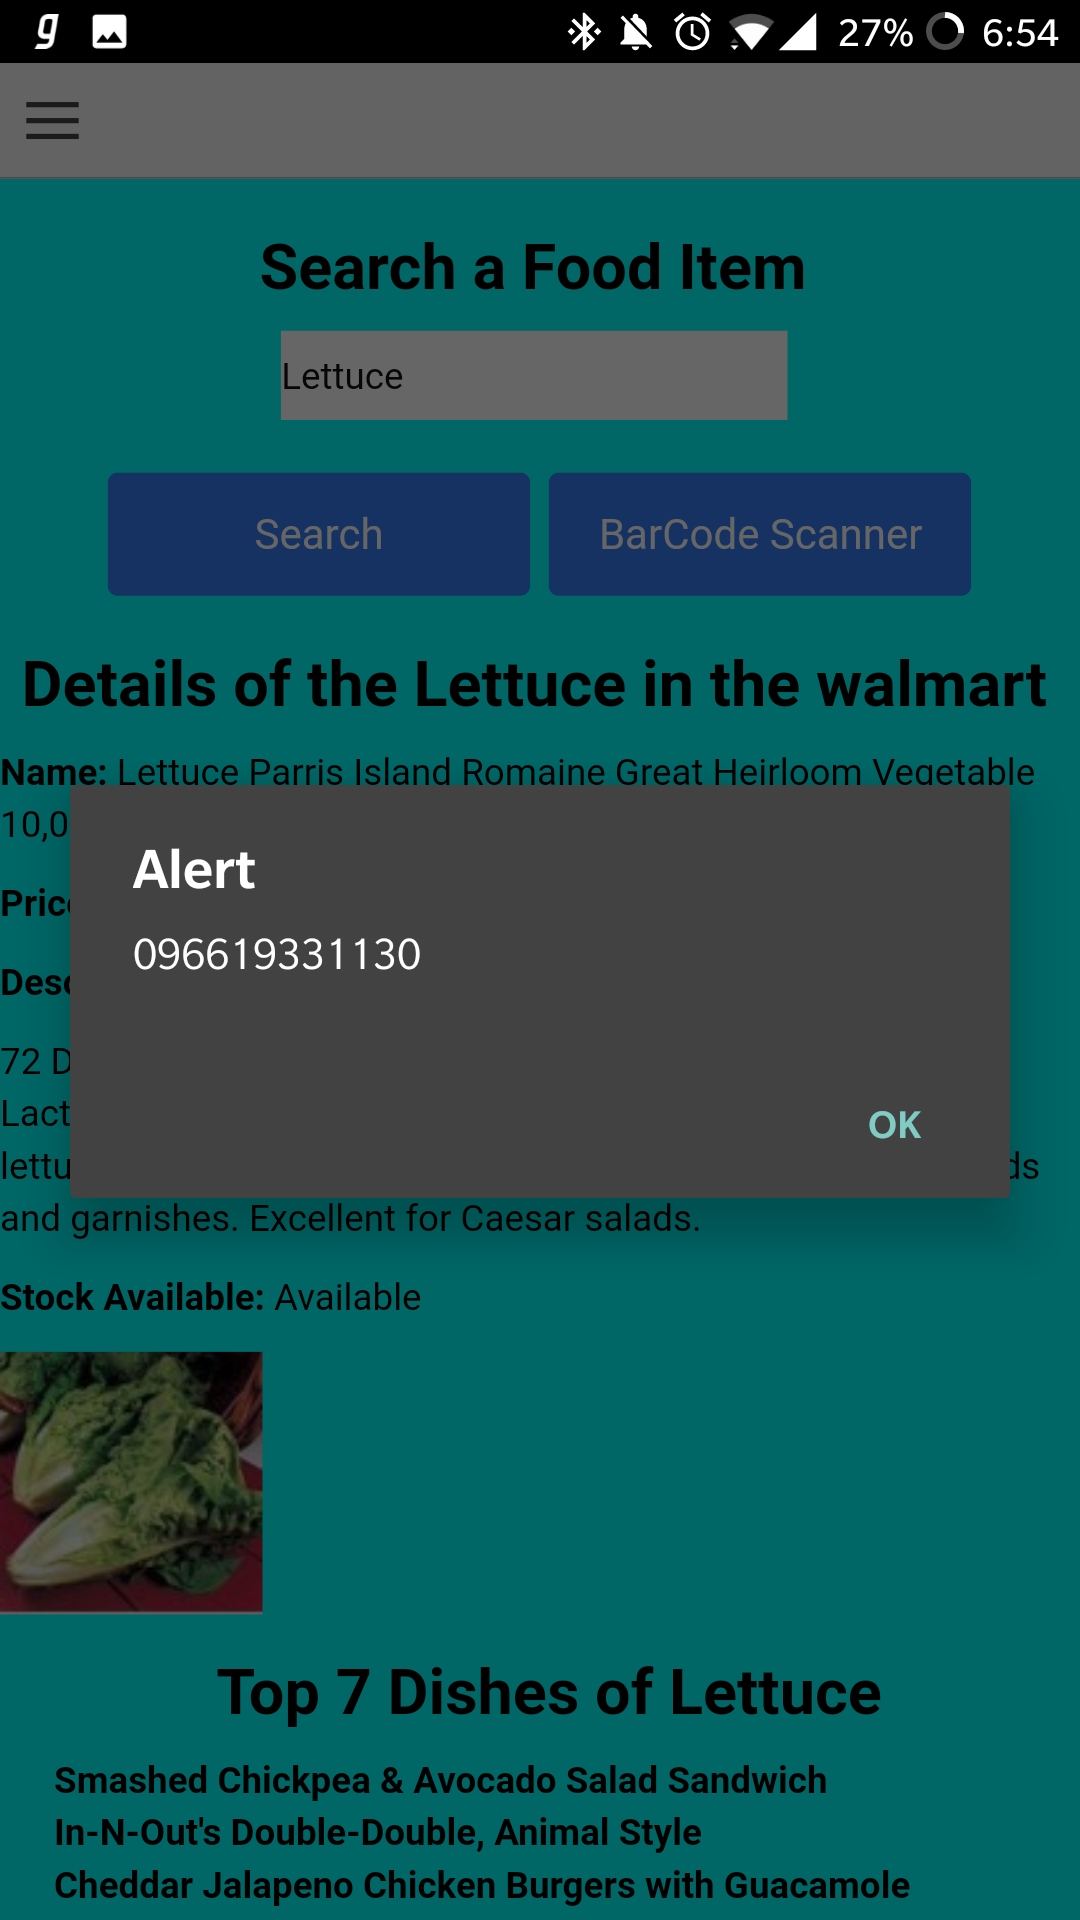 g 27% 6:54
Search a Food Item
Lettuce
Search BarCode Scanner
Details of the Lettuce in the walmart
Name: Lettuce Parris Island Romaine Great Heirloom Vegetable
10,0
Alert
Price
096619331130
Desc
72 D
Lact
OK
lettu ds
and garnishes. Excellent for Caesar salads.
Stock Available: Available
Top 7 Dishes of Lettuce
Smashed Chickpea & Avocado Salad Sandwich
In-N-Out's Double-Double, Animal Style
Cheddar Jalapeno Chicken Burgers with Guacamole